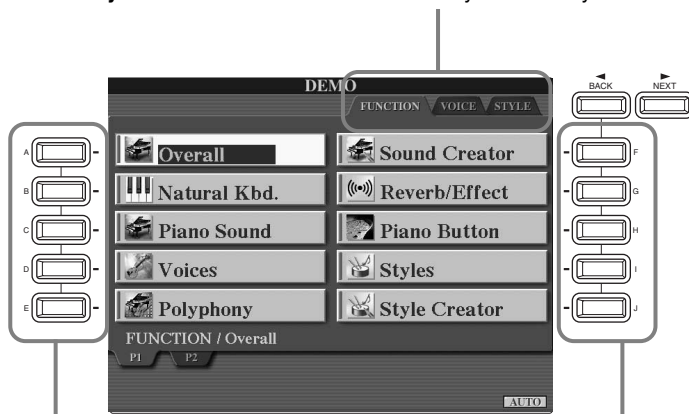 DEMO
FUNCTION VOICE STYLE
BACK NEXT
A Overall Sound Creator F
B Natural Kbd. Reverb/Effect G
C Piano Sound Piano Button H
D Voices Styles I
E Polyphony Style Creator J
FUNCTION / Overall
P1 P2
AUTO